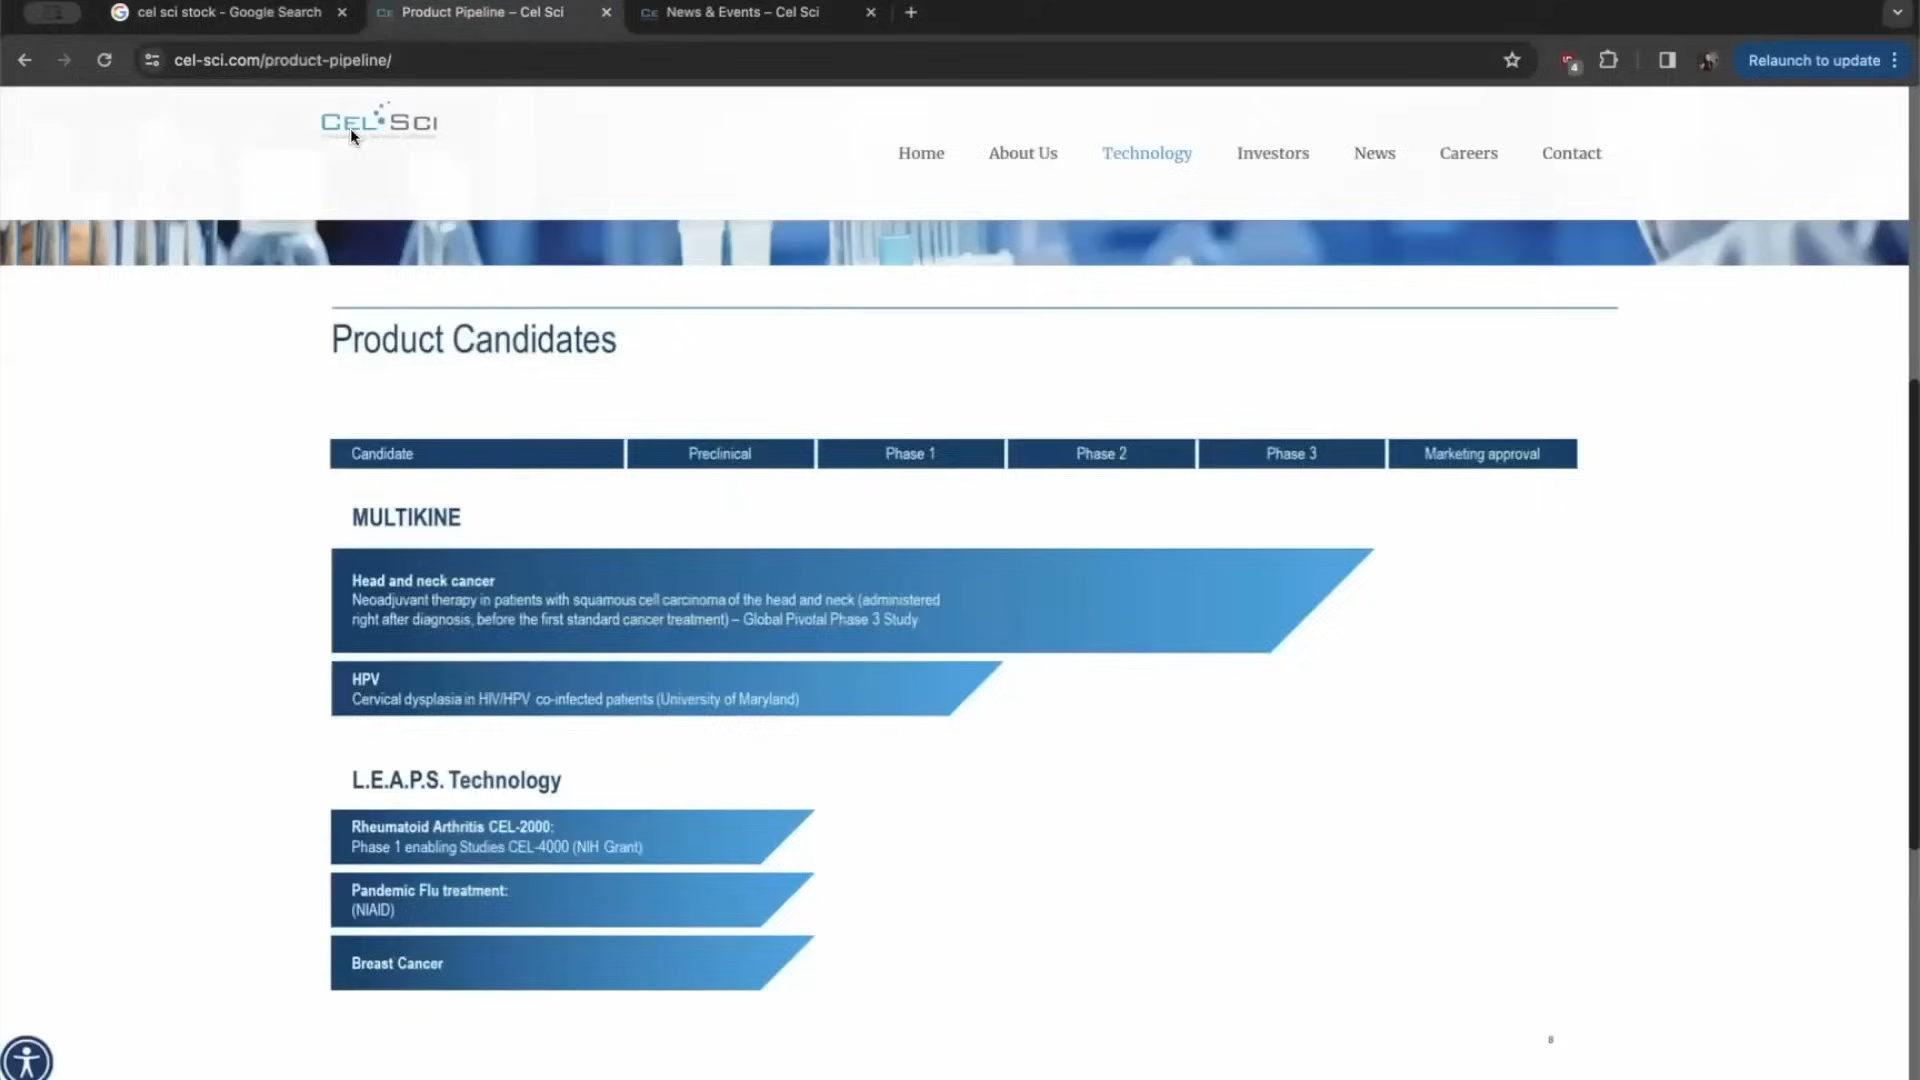 cel sci stock - Google Search
Product Pipeline – Cel Sci
News & Events – Cel Sci
cel-sci.com/product-pipeline/
4
Relaunch to update
CEL SCI
Home
About Us
Technology
Investors
News
Careers
Contact
Product Candidates
Candidate
Preclinical
Phase 1
Phase 2
Phase 3
Marketing approval
MULTIKINE
Head and neck cancer
Neoadjuvant therapy in patients with squamous cell carcinoma of the head and neck (administered
right after diagnosis, before the first standard cancer treatment) – Global Pivotal Phase 3 Study
HPV
Cervical dysplasia in HIV/HPV co-infected patients (University of Maryland)
L.E.A.P.S. Technology
Rheumatoid Arthritis CEL-2000:
Phase 1 enabling Studies CEL-4000 (NIH Grant)
Pandemic Flu treatment:
(NIAID)
Breast Cancer
8